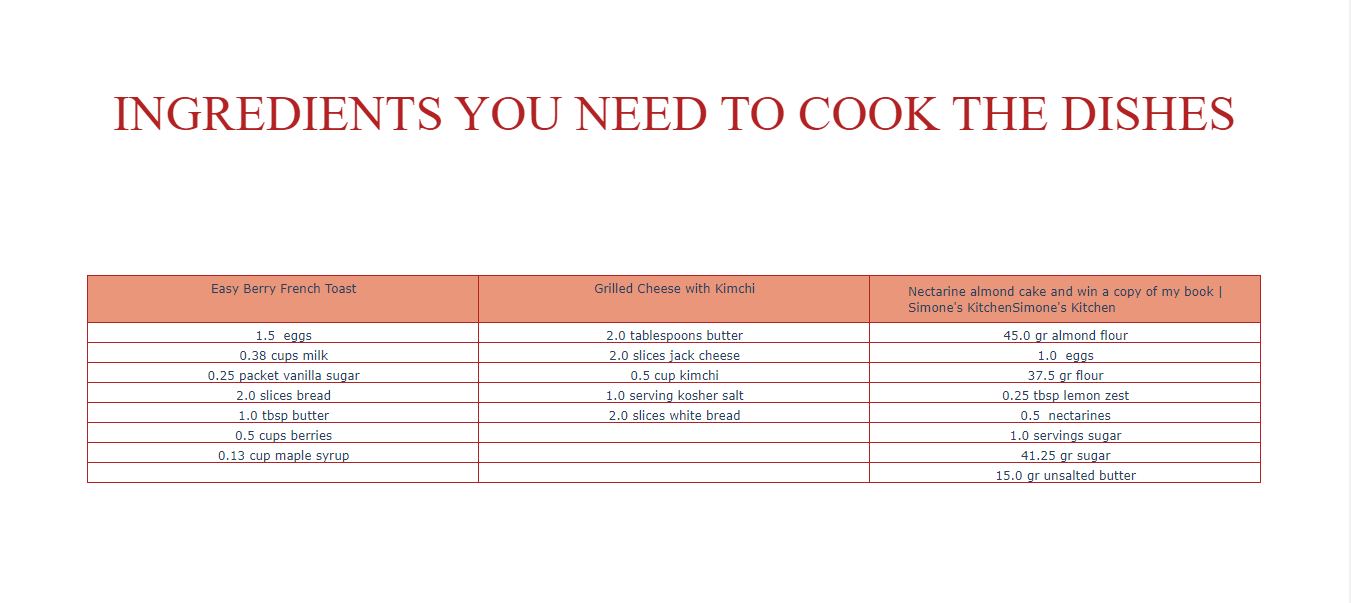 INGREDIENTS YOU NEED TO COOK THE DISHES
Easy Berry French Toast
Grilled Cheese with Kimchi
Nectarine almond cake and win a copy of my book |
Simone's KitchenSimone's Kitchen
1.5  eggs
2.0 tablespoons butter
45.0 gr almond flour
0.38 cups milk
2.0 slices jack cheese
1.0  eggs
0.25 packet vanilla sugar
0.5 cup kimchi
37.5 gr flour
2.0 slices bread
1.0 serving kosher salt
0.25 tbsp lemon zest
1.0 tbsp butter
2.0 slices white bread
0.5  nectarines
0.5 cups berries
1.0 servings sugar
0.13 cup maple syrup
41.25 gr sugar
15.0 gr unsalted butter